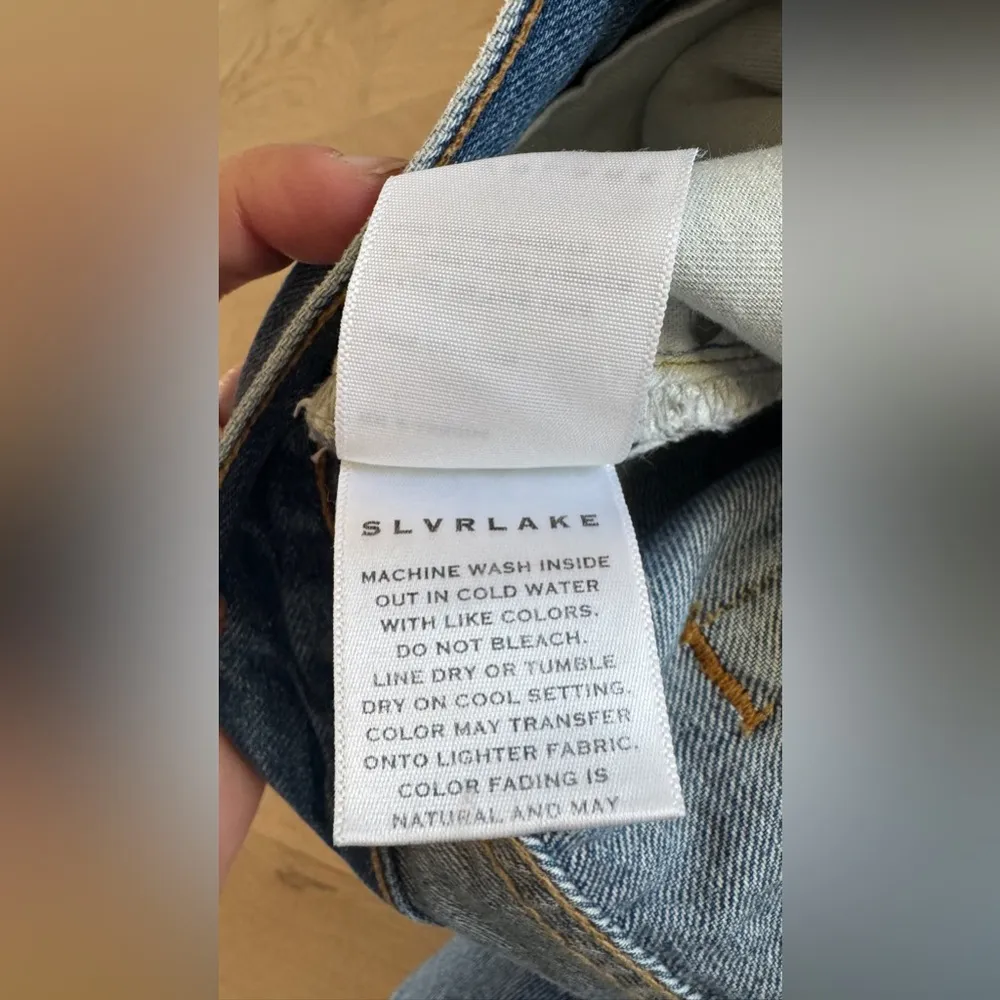 SLVRLAKE
MACHINE WASH INSIDE
OUT IN COLD WATER
WITH LIKE COLORS.
DO NOT BLEACH.
LINE DRY OR TUMBLE
DRY ON COOL SETTING.
COLOR MAY TRANSFER
ONTO LIGHTER FABRIC.
COLOR FADING IS
NATURAL AND MAY